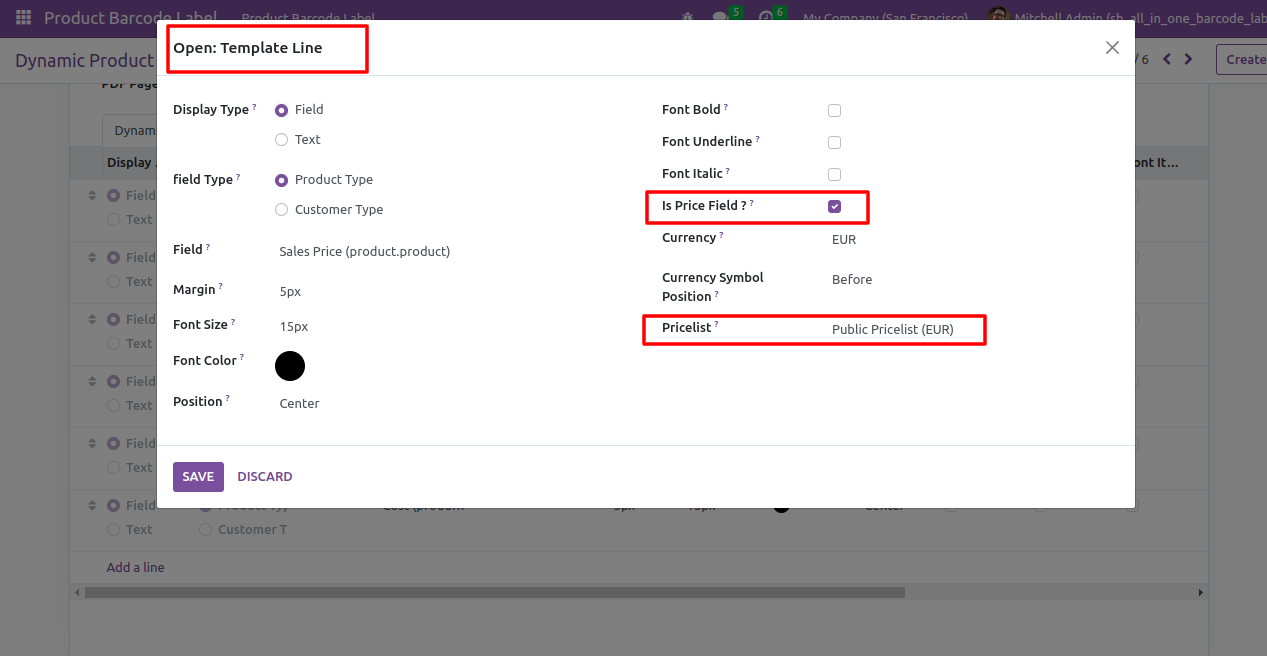 Product Barcode Label Product Barcode Label 5 6 My Company (San Francisco) Mitchell Admin (sh_all_in_one_barcode_lab
Dynamic Product / 6 Create
Open: Template Line
PDF Page
Display Type ? Field
Text
field Type ? Product Type
Customer Type
Field ? Sales Price (product.product)
Margin ? 5px
Font Size ? 15px
Font Color ?
Position ? Center
Font Bold ?
Font Underline ?
Font Italic ?
Is Price Field ? ?
Currency ? EUR
Currency Symbol
Position ? Before
Pricelist ? Public Pricelist (EUR)
SAVE DISCARD
Dynam
Display ont It...
Field
Text
Field
Text
Field
Text
Field
Text
Field
Text
Field Product Typ Cost (produ 5px 15px Center
Text Customer T
Add a line